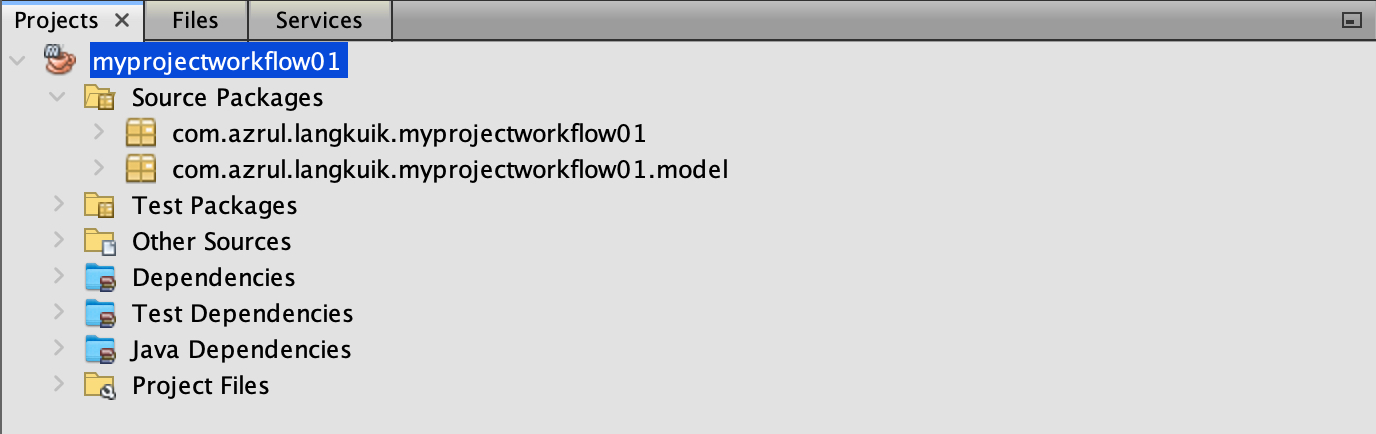 Projects Files Services
myprojectworkflow01
Source Packages
com.azrul.langkuik.myprojectworkflow01
com.azrul.langkuik.myprojectworkflow01.model
Test Packages
Other Sources
Dependencies
Test Dependencies
Java Dependencies
Project Files